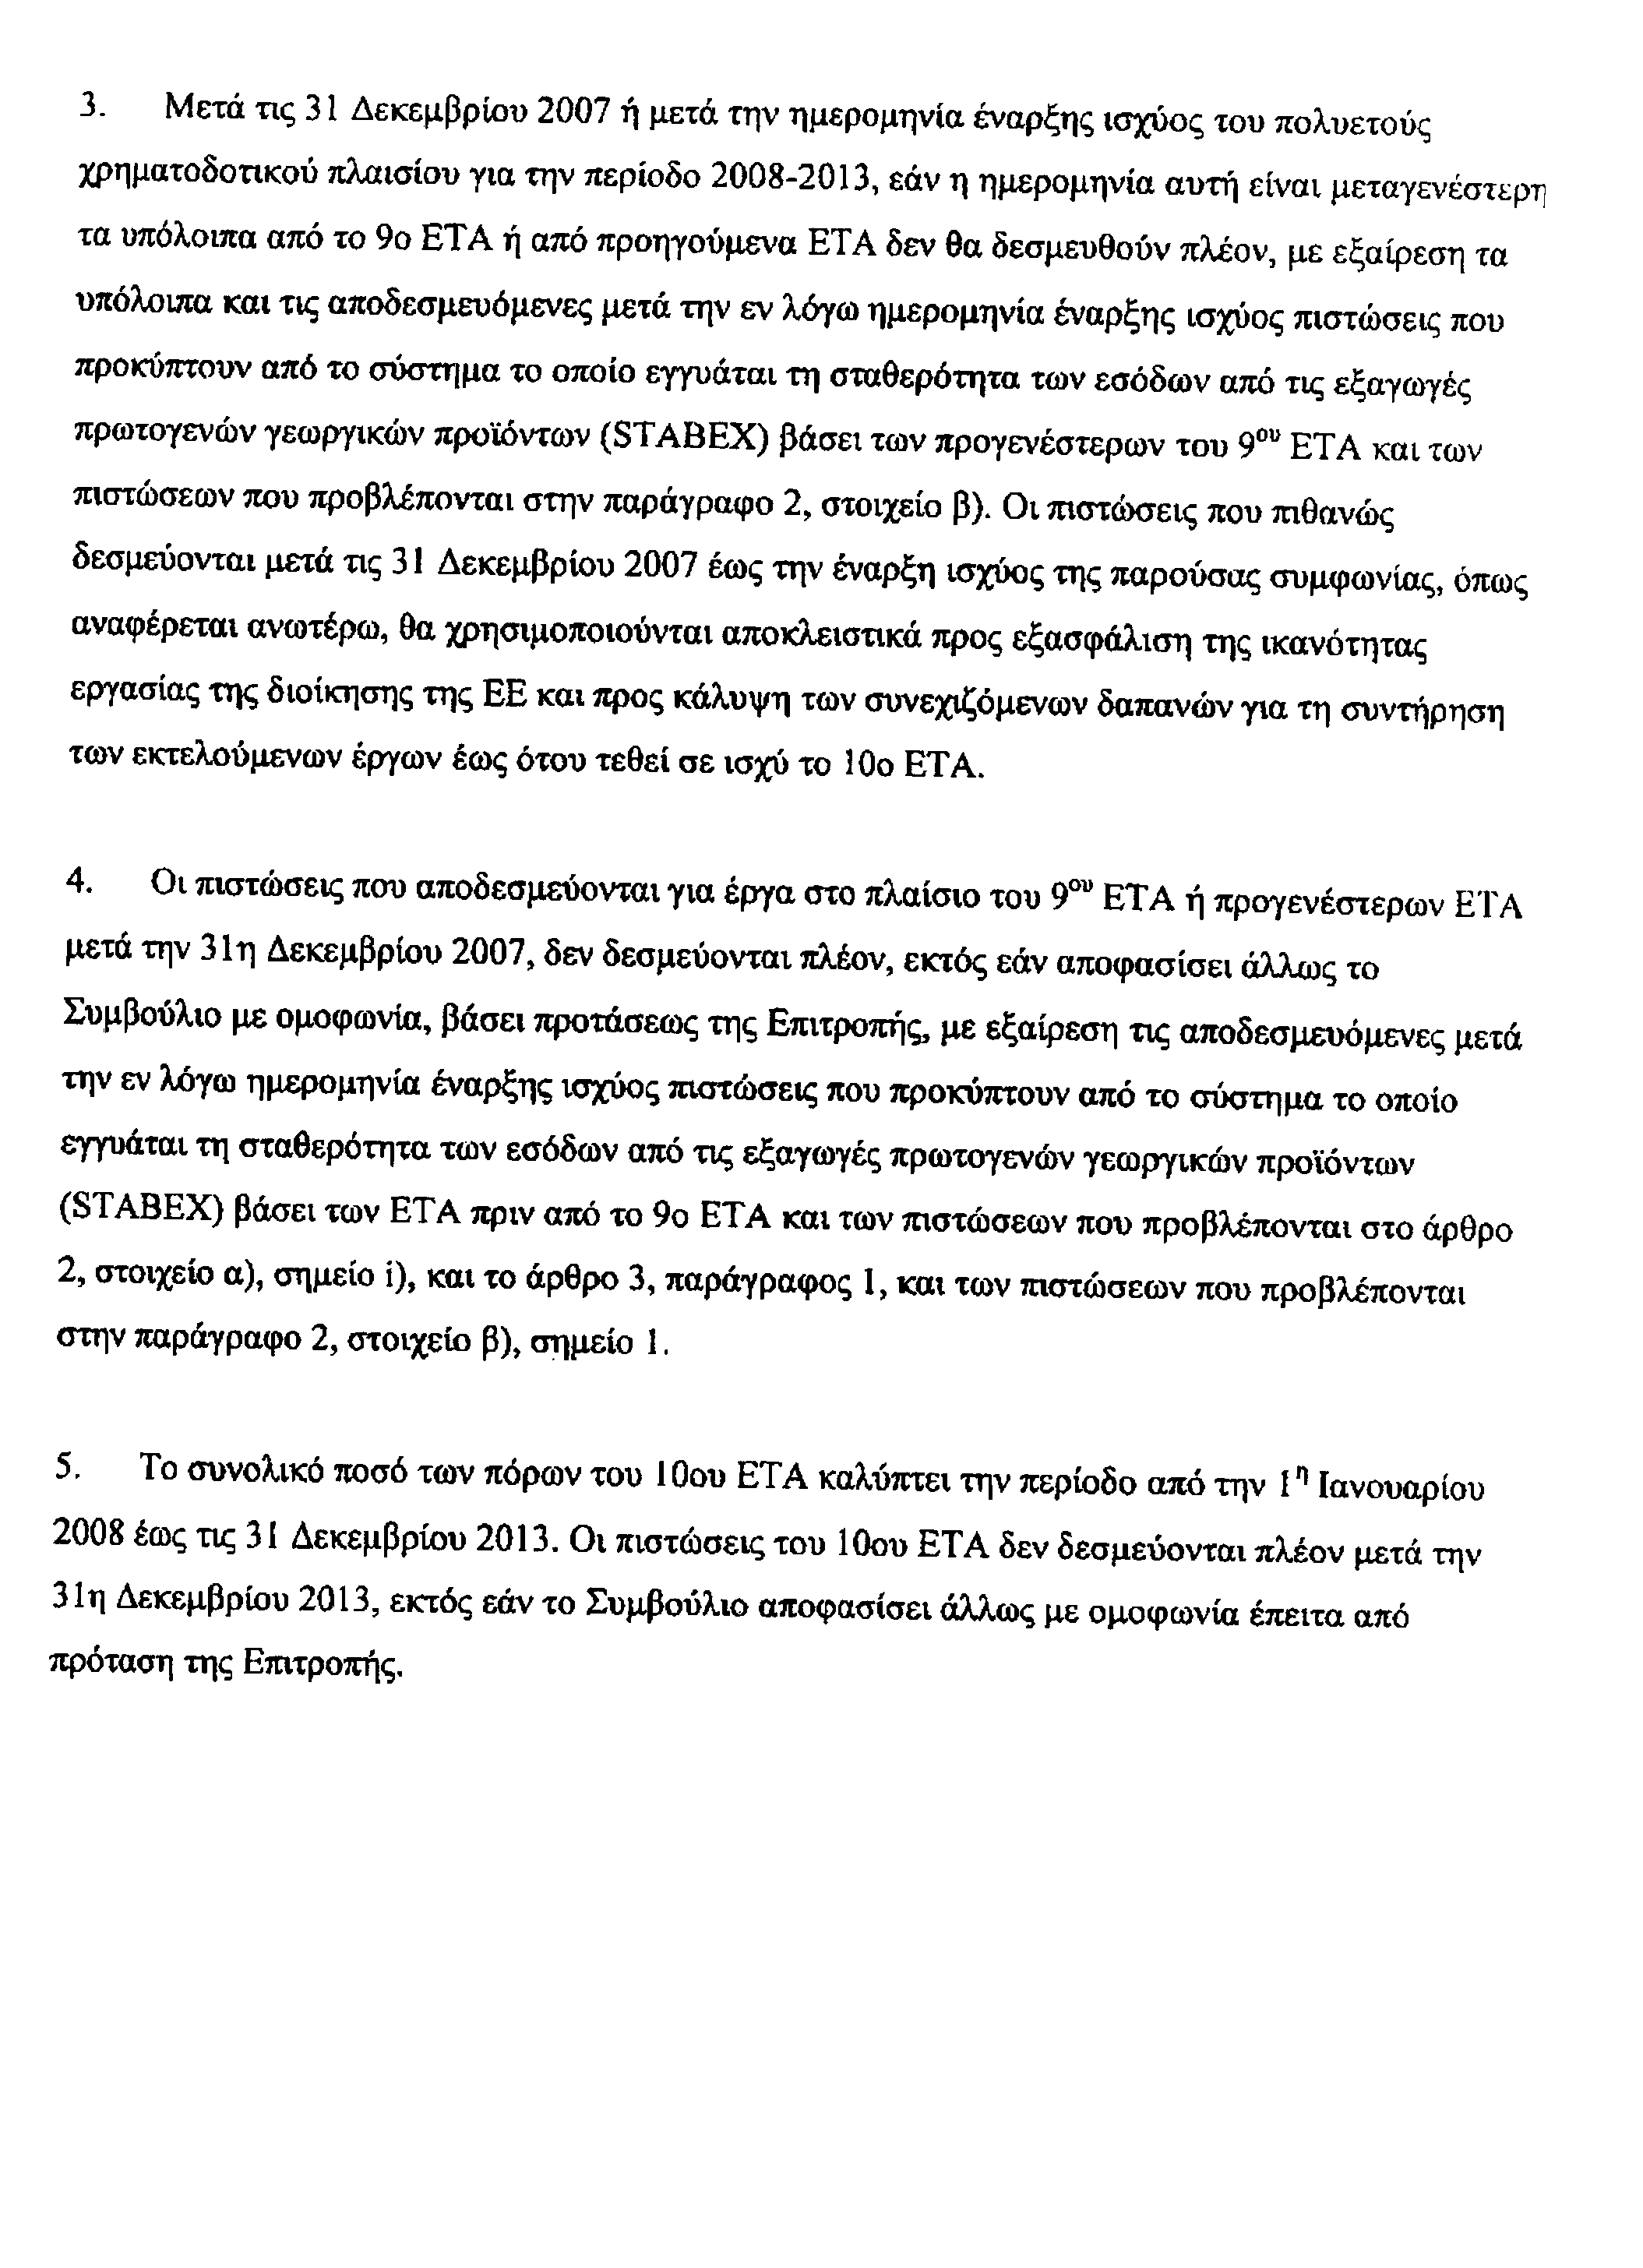 3. Μετά τις 31 Δεκεμβρίου 2007 ή μετά την ημερομηνία έναρξης ισχύος του πολυετούς
χρηματοδοτικού πλαισίου για την περίοδο 2008-2013, εάν η ημερομηνία αυτή είναι μεταγενέστερη
τα υπόλοιπα από το 9ο ΕΤΑ ή από προηγούμενα ΕΤΑ δεν θα δεσμευθούν πλέον, με εξαίρεση τα
υπόλοιπα και τις αποδεσμευόμενες μετά την εν λόγω ημερομηνία έναρξης ισχύος πιστώσεις που
προκύπτουν από το σύστημα το οποίο εγγυάται τη σταθερότητα των εσόδων από τις εξαγωγές
πρωτογενών γεωργικών προϊόντων (STABEX) βάσει των προγενέστερων του 9ου ΕΤΑ και των
πιστώσεων που προβλέπονται στην παράγραφο 2, στοιχείο β). Οι πιστώσεις που πιθανώς
δεσμεύονται μετά τις 31 Δεκεμβρίου 2007 έως την έναρξη ισχύος της παρούσας συμφωνίας, όπως
αναφέρεται ανωτέρω, θα χρησιμοποιούνται αποκλειστικά προς εξασφάλιση της ικανότητας
εργασίας της διοίκησης της ΕΕ και προς κάλυψη των συνεχιζόμενων δαπανών για τη συντήρηση
των εκτελούμενων έργων έως ότου τεθεί σε ισχύ το 10ο ΕΤΑ.
4. Οι πιστώσεις που αποδεσμεύονται για έργα στο πλαίσιο του 9ου ΕΤΑ ή προγενέστερων ΕΤΑ
μετά την 31η Δεκεμβρίου 2007, δεν δεσμεύονται πλέον, εκτός εάν αποφασίσει άλλως το
Συμβούλιο με ομοφωνία, βάσει προτάσεως της Επιτροπής, με εξαίρεση τις αποδεσμευόμενες μετά
την εν λόγω ημερομηνία έναρξης ισχύος πιστώσεις που προκύπτουν από το σύστημα το οποίο
εγγυάται τη σταθερότητα των εσόδων από τις εξαγωγές πρωτογενών γεωργικών προϊόντων
(STABEX) βάσει των ΕΤΑ πριν από το 9ο ΕΤΑ και των πιστώσεων που προβλέπονται στο άρθρο
2, στοιχείο α), σημείο i), και το άρθρο 3, παράγραφος 1, και των πιστώσεων που προβλέπονται
στην παράγραφο 2, στοιχείο β), σημείο 1.
5. Το συνολικό ποσό των πόρων του 10ου ΕΤΑ καλύπτει την περίοδο από την 1η Ιανουαρίου
2008 έως τις 31 Δεκεμβρίου 2013. Οι πιστώσεις του 10ου ΕΤΑ δεν δεσμεύονται πλέον μετά την
31η Δεκεμβρίου 2013, εκτός εάν το Συμβούλιο αποφασίσει άλλως με ομοφωνία έπειτα από
πρόταση της Επιτροπής.